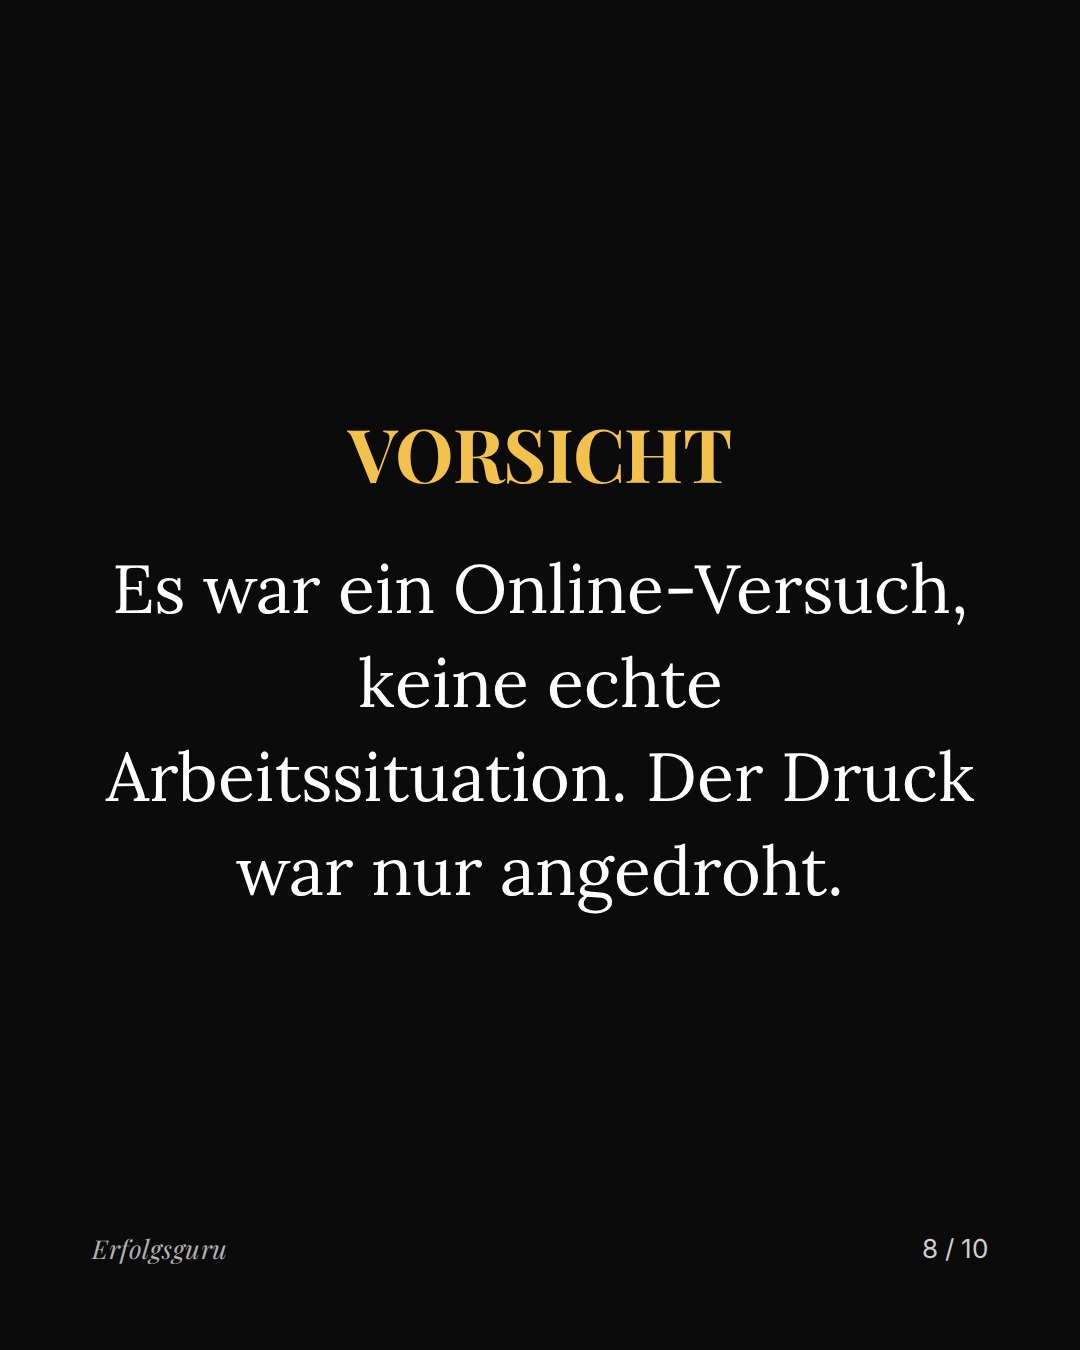 VORSICHT
Es war ein Online-Versuch,
keine echte
Arbeitssituation. Der Druck
war nur angedroht.
Erfolgsguru
8 / 10